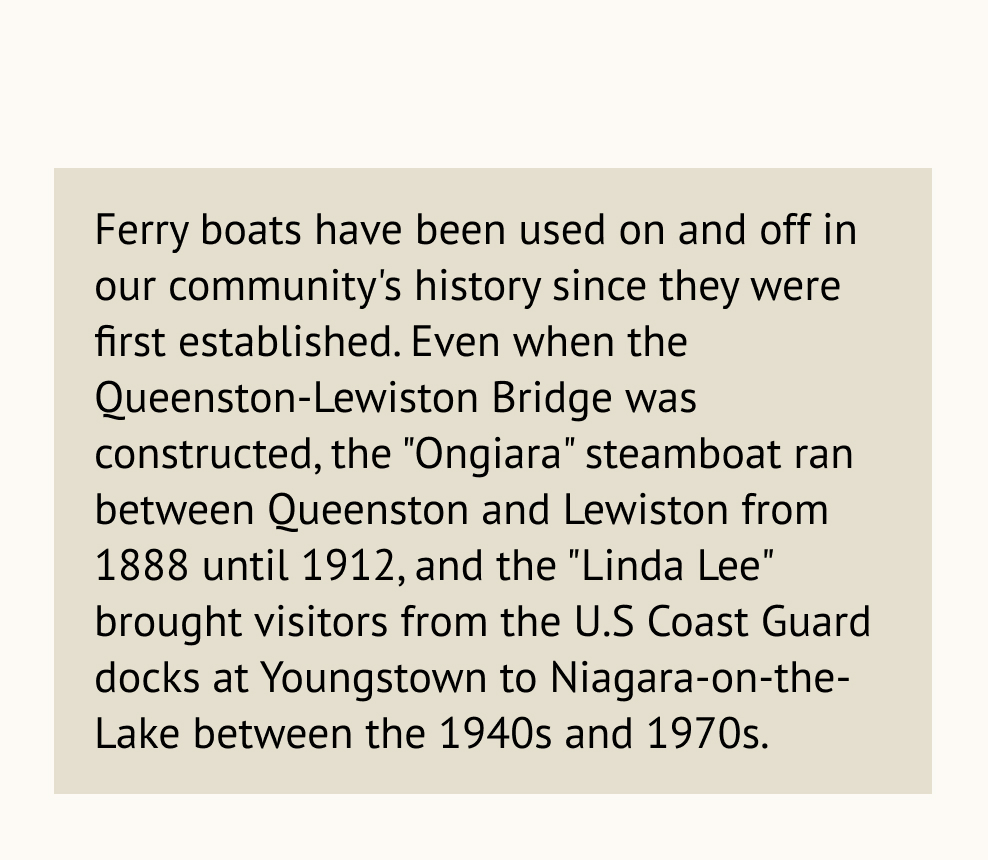 Ferry boats have been used on and off in
our community's history since they were
first established. Even when the
Queenston-Lewiston Bridge was
constructed, the "Ongiara" steamboat ran
between Queenston and Lewiston from
1888 until 1912, and the "Linda Lee"
brought visitors from the U.S Coast Guard
docks at Youngstown to Niagara-on-the-
Lake between the 1940s and 1970s.